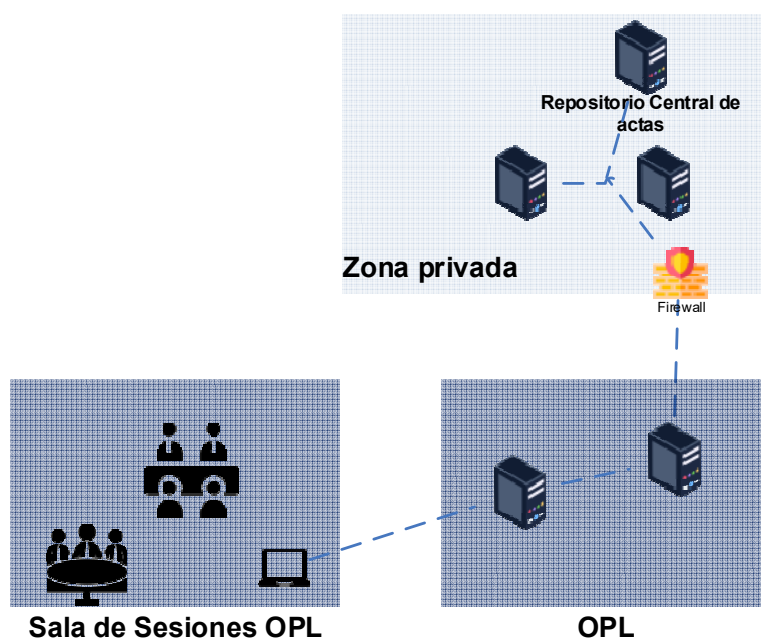 Repositorio Central de
actas
Zona privada
Firewall
Sala de Sesiones OPL
OPL